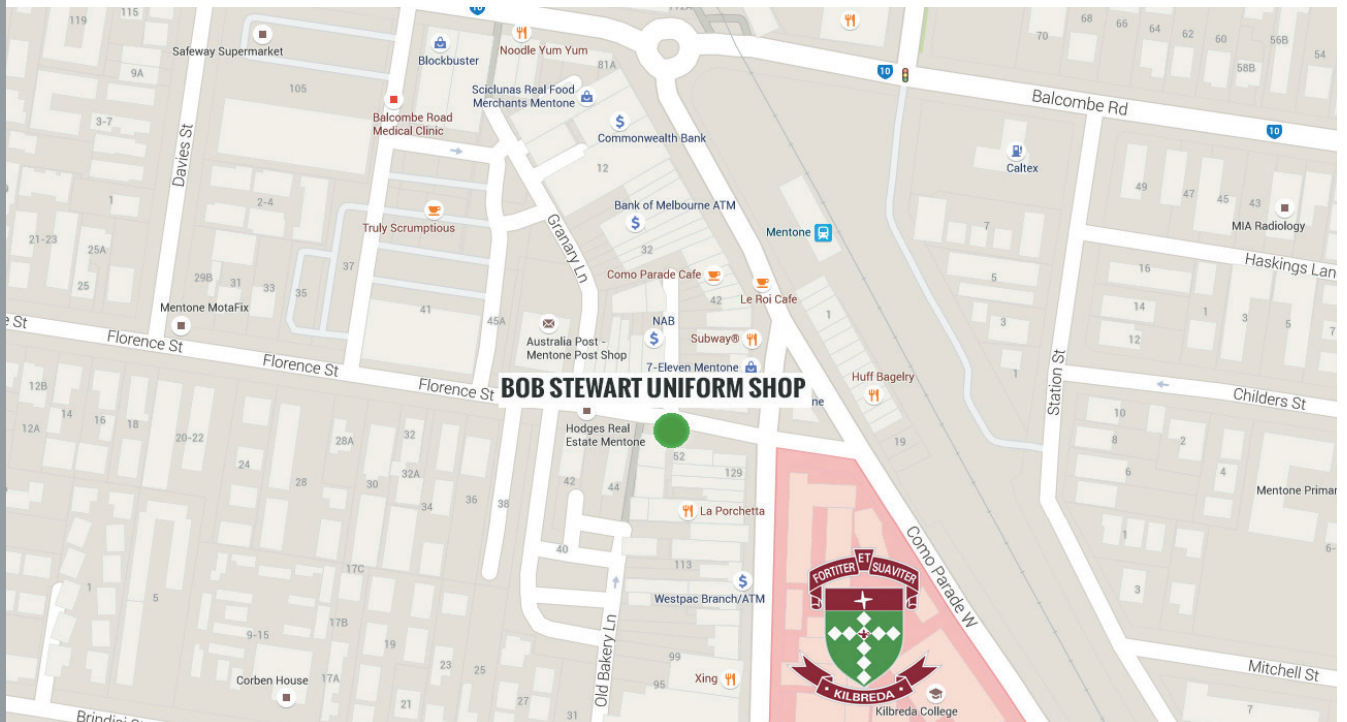 119
115
Safeway Supermarket
9A
105
3-7
Davies St
1
2-4
21-23
25A
25
29B
31
33
35
37
41
45A
Mentone MotaFix
Blockbuster
Noodle Yum Yum
10
112A
81A
Sciclunas Real Food
Merchants Mentone
Balcombe Road
Medical Clinic
Commonwealth Bank
12
Truly Scrumptious
Granary Ln
Bank of Melbourne ATM
32
Como Parade Cafe
42
Le Roi Cafe
Mentone
NAB
Subway®
7-Eleven Mentone
Australia Post -
Mentone Post Shop
1
Huff Bagelry
19
10
Balcombe Rd
10
68
66
64
62
60
56B
70
58B
54
Caltex
49
47
45
43
MIA Radiology
7
5
3
1
Haskings Lane
16
14
12
1
3
5
7
Station St
Childers St
10
8
6
2
4
1
3
Mentone Primar
6-
Mitchell St
7
e St
Florence St
Florence St
Florence St
BOB STEWART UNIFORM SHOP
ne
Hodges Real
Estate Mentone
52
129
12B
14
16
18
12A
20-22
24
28
28A
30
32
32A
34
36
38
42
44
40
La Porchetta
113
Westpac Branch/ATM
99
95
Xing
Old Bakery Ln
1
5
17C
17B
17A
9-15
19
21
23
25
27
31
Corben House
Brindisi S
Como Parade W
FORTITER ET SUAVITER
KILBREDA
Kilbreda College